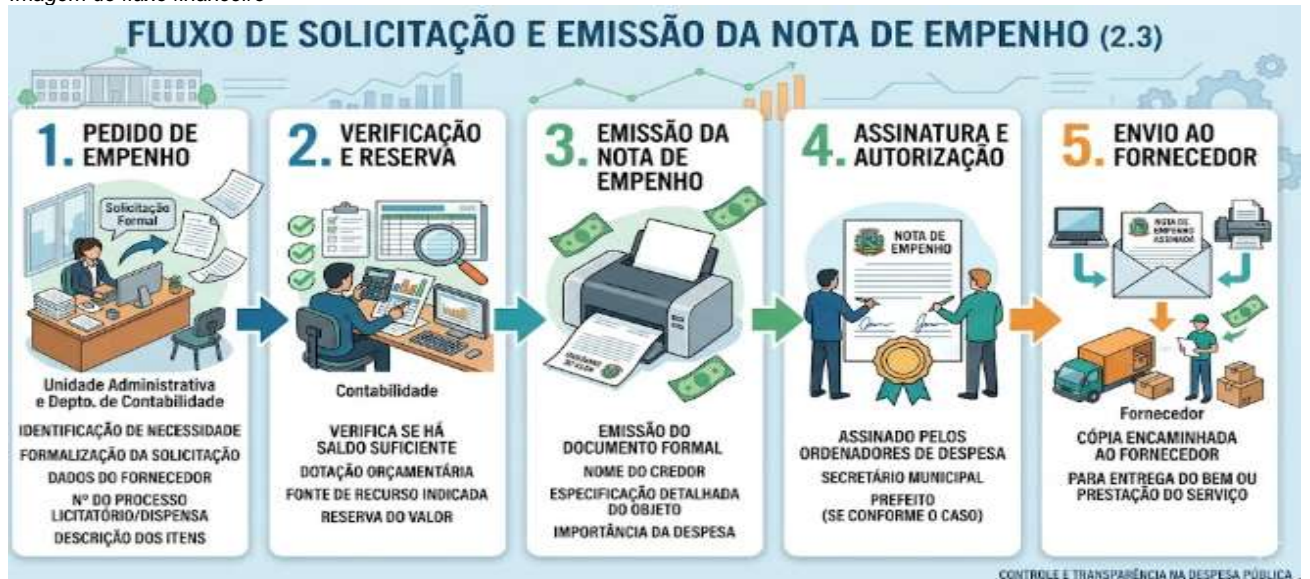 Imagem do fluxo financeiro
FLUXO DE SOLICITAÇÃO E EMISSÃO DA NOTA DE EMPENHO (2.3)
1. PEDIDO DE
EMPENHO
Solicitação
Formal
Unidade Administrativa
e Depto. de Contabilidade
IDENTIFICAÇÃO DE NECESSIDADE
FORMALIZAÇÃO DA SOLICITAÇÃO
DADOS DO FORNECEDOR
Nº DO PROCESSO
LICITATÓRIO/DISPENSA
DESCRIÇÃO DOS ITENS
2. VERIFICAÇÃO
E RESERVA
Contabilidade
VERIFICA SE HÁ
SALDO SUFICIENTE
DOTAÇÃO ORÇAMENTÁRIA
FONTE DE RECURSO INDICADA
RESERVA DO VALOR
3. EMISSÃO DA
NOTA DE
EMPENHO
EMISSÃO DO
DOCUMENTO FORMAL
NOME DO CREDOR
ESPECIFICAÇÃO DETALHADA
DO OBJETO
IMPORTÂNCIA DA DESPESA
4. ASSINATURA E
AUTORIZAÇÃO
NOTA DE
EMPENHO
ASSINADO PELOS
ORDENADORES DE DESPESA
SECRETÁRIO MUNICIPAL
PREFEITO
(SE CONFORME O CASO)
5. ENVIO AO
FORNECEDOR
NOTA DE
EMPENHO
ASSINADA
Fornecedor
CÓPIA ENCAMINHADA
AO FORNECEDOR
PARA ENTREGA DO BEM OU
PRESTAÇÃO DO SERVIÇO
CONTROLE E TRANSPARÊNCIA NA DESPESA PÚBLICA